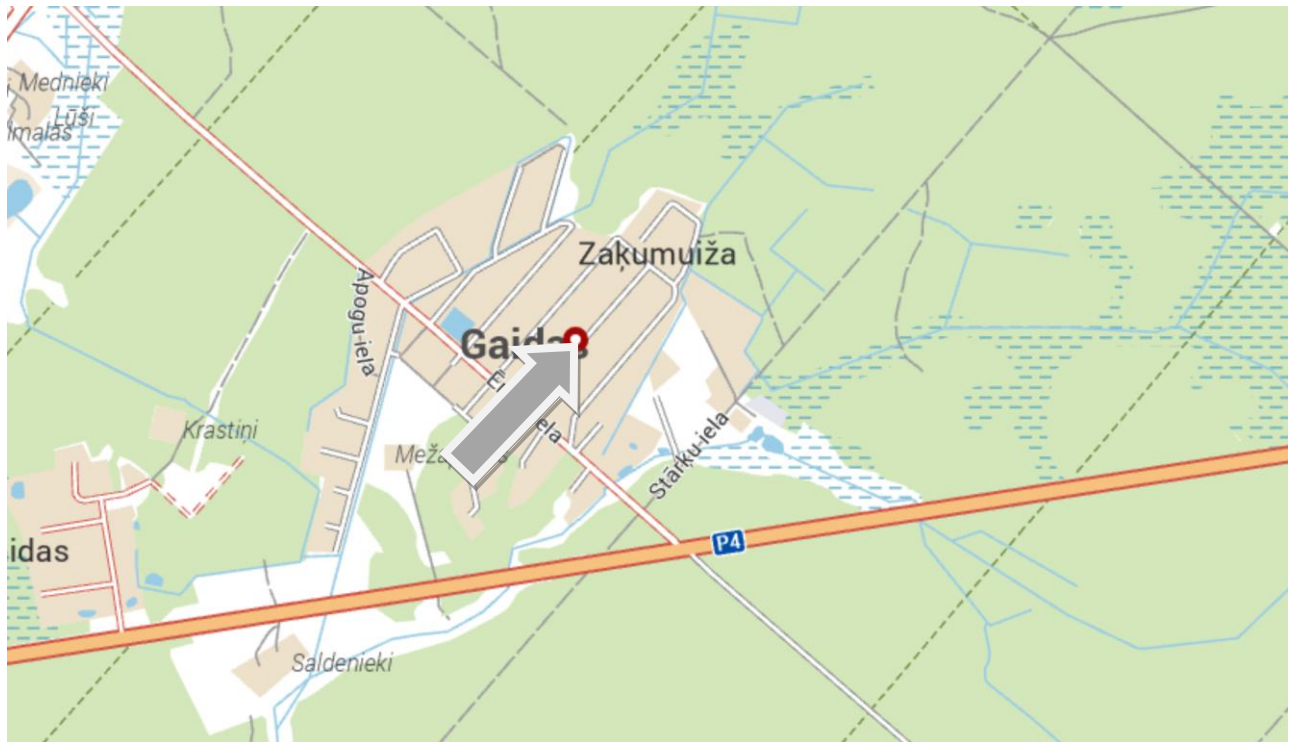 Mednieki
Lūši
Zaķumuiža
Apogu-iela
Gaidas
Krastiņi
Stārķu-iela
P4
Saldenieki